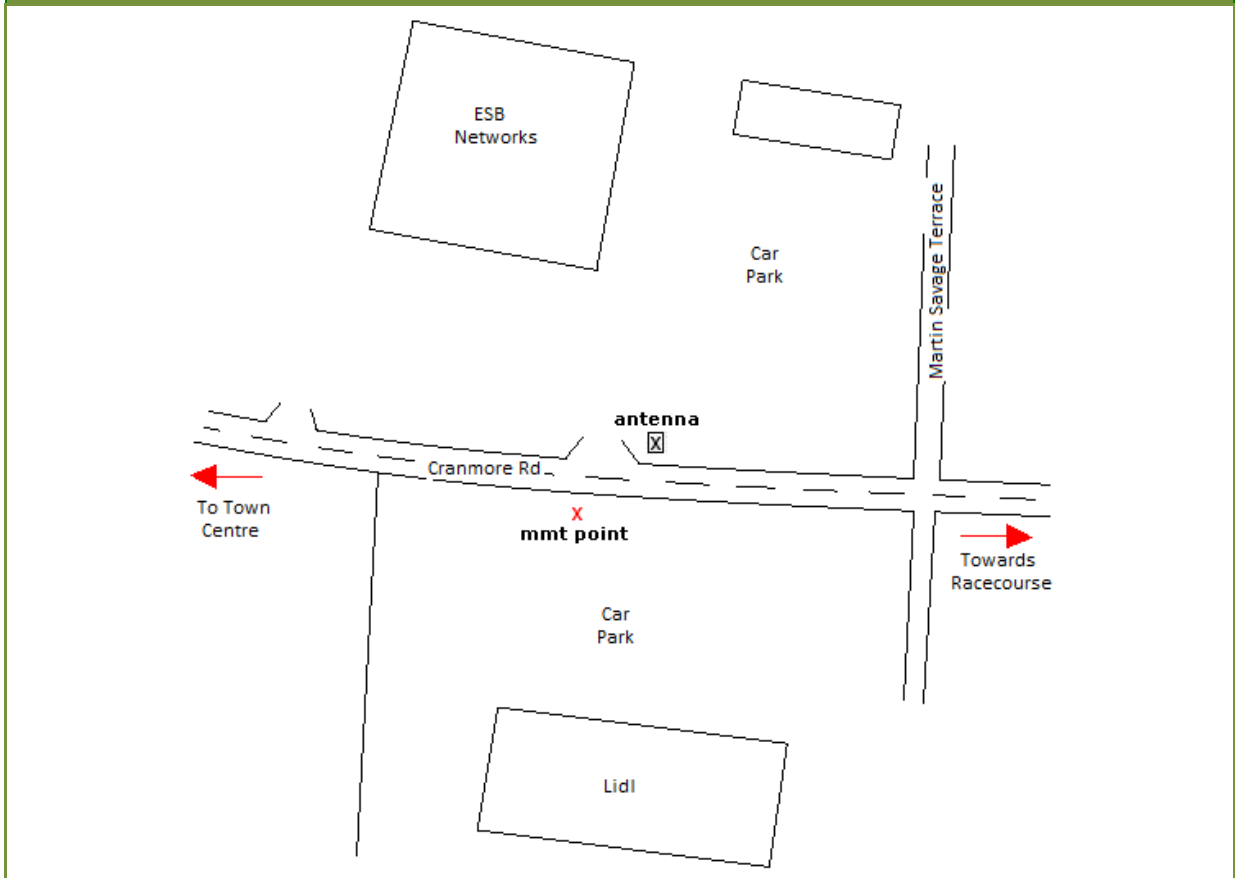 ESB
Networks
Car
Park
Martin Savage Terrace
antenna
X
Cranmore Rd
To Town
Centre
X
mmt point
Towards
Racecourse
Car
Park
Lidl